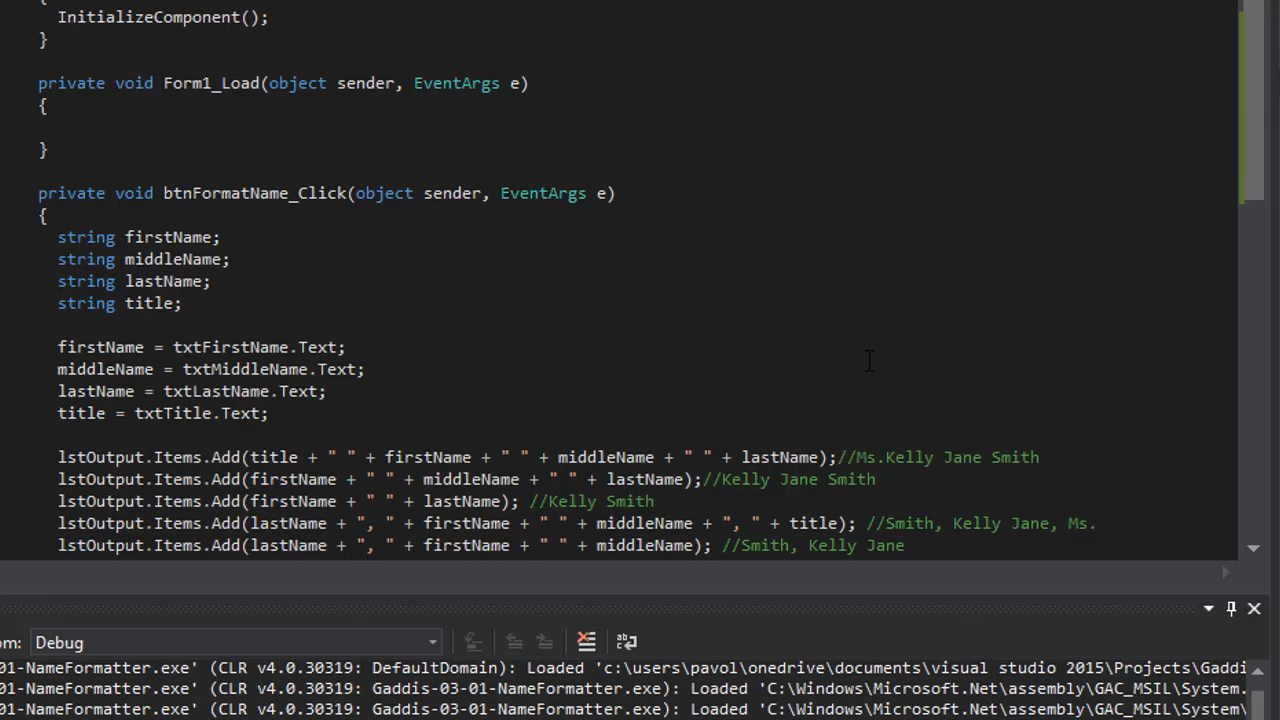 {
InitializeComponent();
}
private void Form1_Load(object sender, EventArgs e)
{
}
private void btnFormatName_Click(object sender, EventArgs e)
{
string firstName;
string middleName;
string lastName;
string title;
firstName = txtFirstName.Text;
middleName = txtMiddleName.Text;
lastName = txtLastName.Text;
title = txtTitle.Text;
lstOutput.Items.Add(title + " " + firstName + " " + middleName + " " + lastName);//Ms.Kelly Jane Smith
lstOutput.Items.Add(firstName + " " + middleName + " " + lastName);//Kelly Jane Smith
lstOutput.Items.Add(firstName + " " + lastName); //Kelly Smith
lstOutput.Items.Add(lastName + ", " + firstName + " " + middleName + ", " + title); //Smith, Kelly Jane, Ms.
lstOutput.Items.Add(lastName + ", " + firstName + " " + middleName); //Smith, Kelly Jane
om: Debug
01-NameFormatter.exe' (CLR v4.0.30319: DefaultDomain): Loaded 'c:\users\pavol\onedrive\documents\visual studio 2015\Projects\Gaddi
01-NameFormatter.exe' (CLR v4.0.30319: Gaddis-03-01-NameFormatter.exe): Loaded 'C:\Windows\Microsoft.Net\assembly\GAC_MSIL\System.
01-NameFormatter.exe' (CLR v4.0.30319: Gaddis-03-01-NameFormatter.exe): Loaded 'C:\Windows\Microsoft.Net\assembly\GAC_MSIL\System\